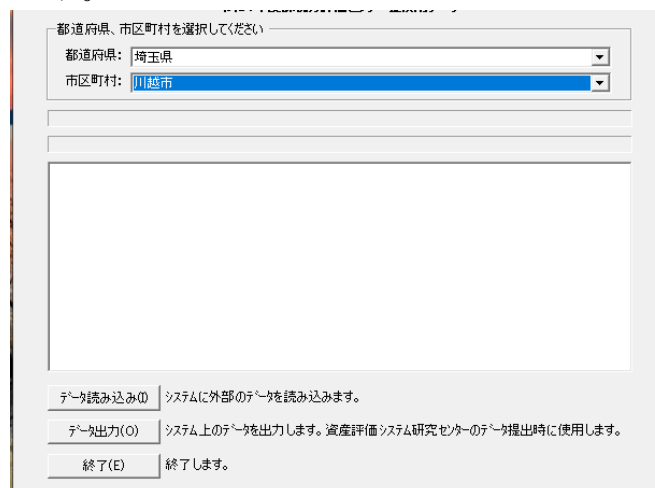 都道府県、市区町村を選択してください
都道府県: 埼玉県
市区町村: 川越市
ﾃﾞｰﾀ読み込み(I) ｼｽﾃﾑに外部のﾃﾞｰﾀを読み込みます。
ﾃﾞｰﾀ出力(O) ｼｽﾃﾑ上のﾃﾞｰﾀを出力します。資産評価ｼｽﾃﾑ研究ｾﾝﾀｰのﾃﾞｰﾀ提出時に使用します。
終了(E) 終了します。